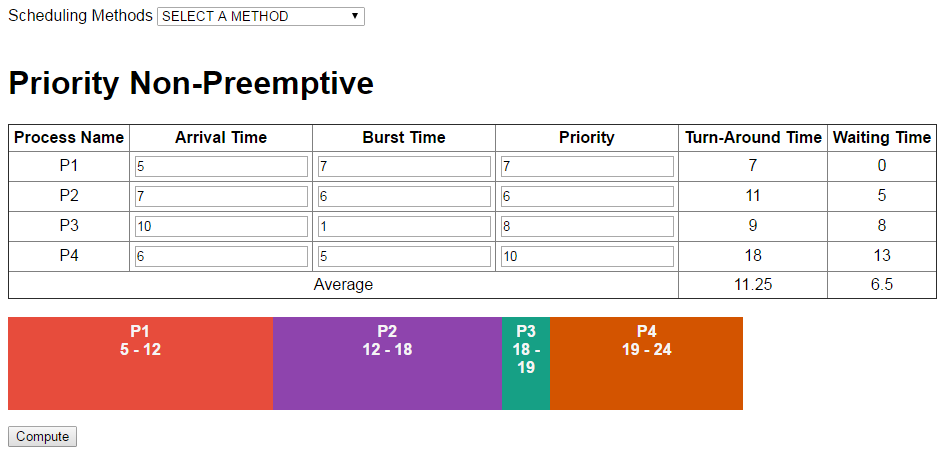 Scheduling Methods SELECT A METHOD
Priority Non-Preemptive
Process Name Arrival Time Burst Time Priority Turn-Around Time Waiting Time
P1 5 7 7 7 0
P2 7 6 6 11 5
P3 10 1 8 9 8
P4 6 5 10 18 13
Average 11.25 6.5
P1 P2 P3 P4
5 - 12 12 - 18 18 - 19 - 24
19
Compute